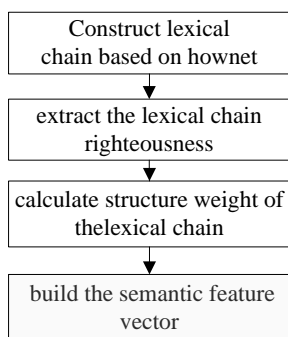 Construct lexical
chain based on hownet
extract the lexical chain
righteousness
calculate structure weight of
thelexical chain
build the semantic feature
vector